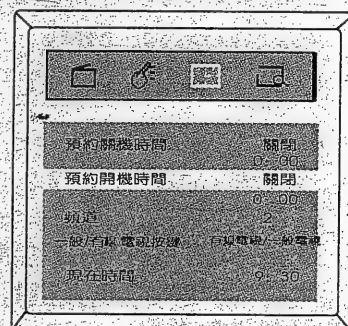 預約關機時間 關閉
0:00
預約開機時間 關閉
0:00
頻道 2
一般/有線電視按鍵 有線電視/一般電視
現在時間 9:30